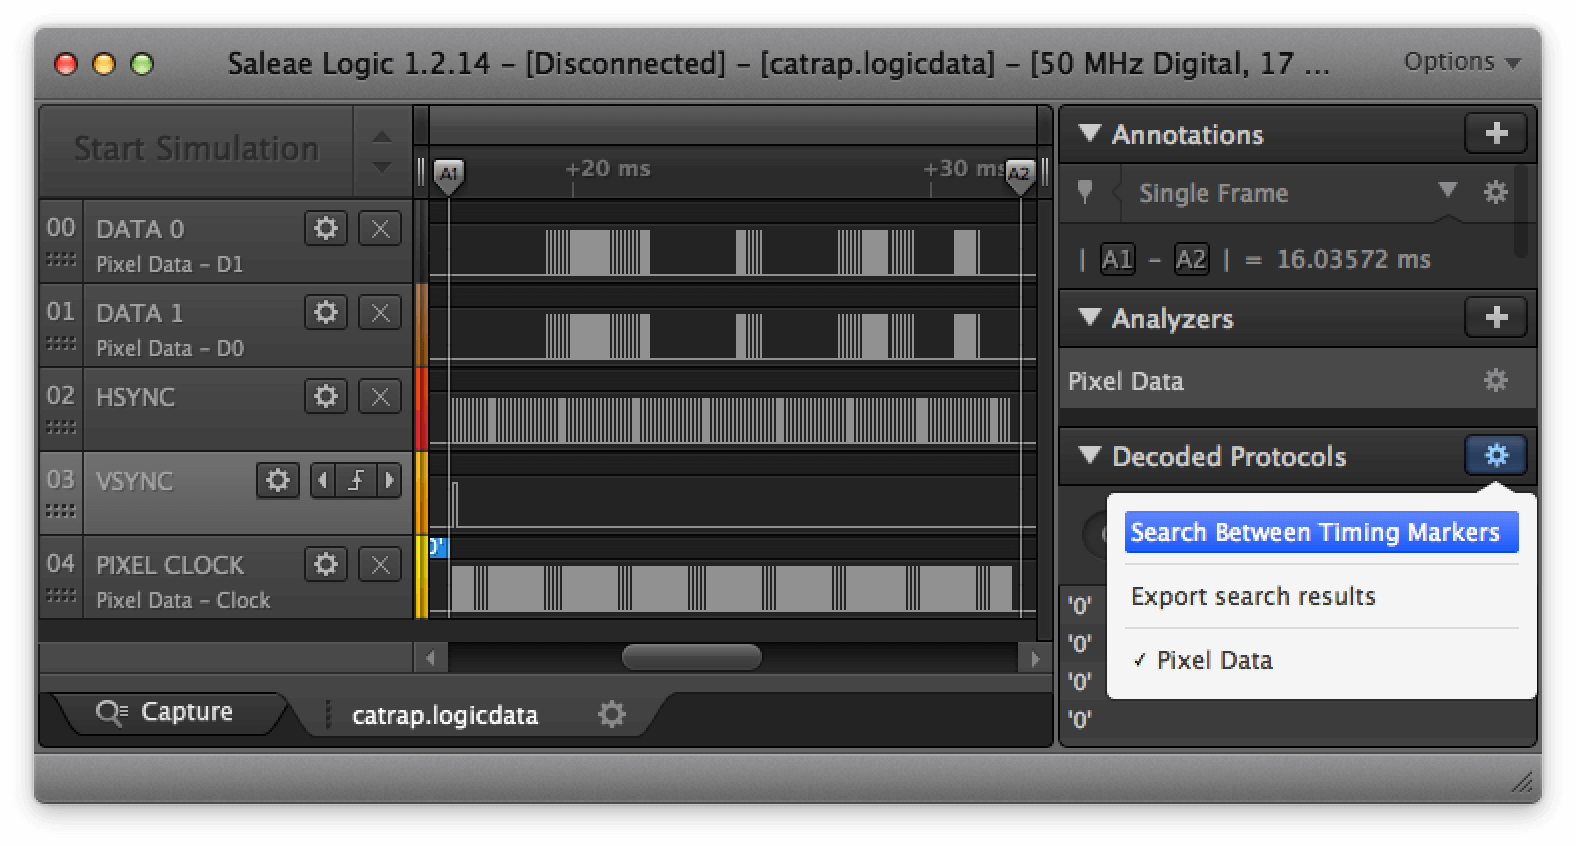 Saleae Logic 1.2.14 – [Disconnected] – [catrap.logicdata] – [50 MHz Digital, 17 ...
Options
Start Simulation
+20 ms
+30 ms
A1
A2
00
DATA 0
Pixel Data – D1
01
DATA 1
Pixel Data – D0
02
HSYNC
03
VSYNC
04
PIXEL CLOCK
Pixel Data – Clock
0'
Capture
catrap.logicdata
Annotations
Single Frame
| A1 – A2 | = 16.03572 ms
Analyzers
Pixel Data
Decoded Protocols
Search Between Timing Markers
Export search results
✓ Pixel Data
'0'
'0'
'0'
'0'